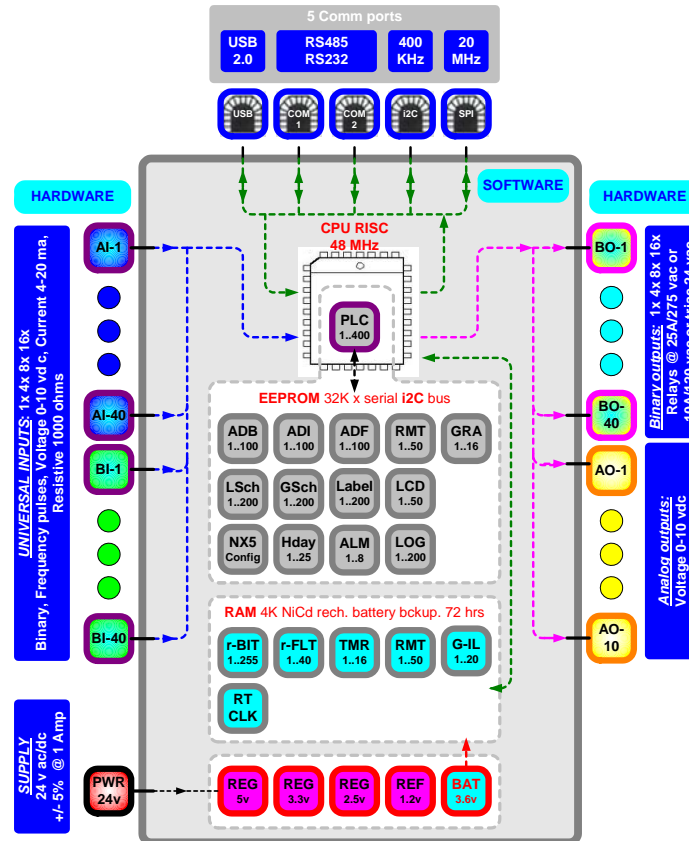 5 Comm ports
USB
2.0
RS485
RS232
400
KHz
20
MHz
USB
COM
1
COM
2
i2C
SPI
HARDWARE
SOFTWARE
HARDWARE
UNIVERSAL INPUTS: 1x 4x 8x 16x
Binary, Frequency pulses, Voltage 0-10 vd c, Current 4-20 ma,
Resistive 1000 ohms
AI-1
AI-40
BI-1
BI-40
CPU RISC
48 MHz
PLC
1..400
EEPROM 32K x serial i2C bus
ADB
1..100
ADI
1..100
ADF
1..100
RMT
1..50
GRA
1..16
LSch
1..200
GSch
1..200
Label
1..200
LCD
1..50
NX5
Config
Hday
1..25
ALM
1..8
LOG
1..200
RAM 4K NiCd rech. battery bckup. 72 hrs
r-BIT
1..255
r-FLT
1..40
TMR
1..16
RMT
1..50
G-IL
1..20
RT
CLK
BO-1
BO-
40
AO-1
AO-
10
Binary outputs: 1x 4x 8x 16x
Relays @ 25A/275 vac or
Analog outputs:
Voltage 0-10 vdc
SUPPLY
24 v ac/dc
+/- 5% @ 1 Amp
PWR
24v
REG
5v
REG
3.3v
REG
2.5v
REF
1.2v
BAT
3.6v